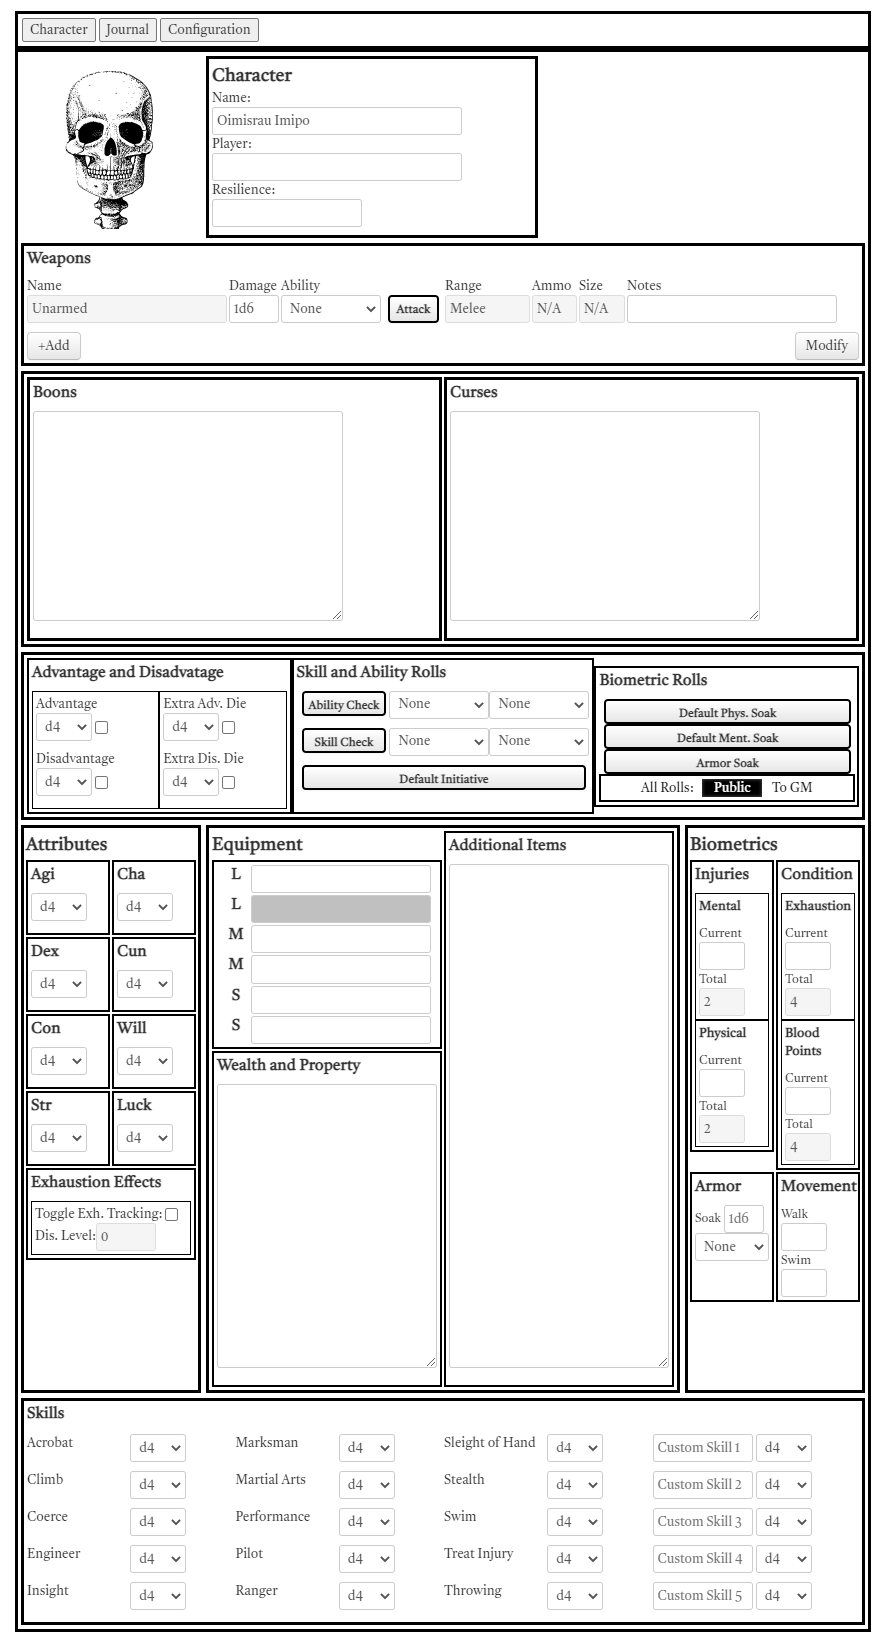 Character Journal Configuration
Character
Name:
Oimisrau Imipo
Player:
Resilience:
Weapons
Name Damage Ability Range Ammo Size Notes
Unarmed 1d6 None Attack Melee N/A N/A
+Add Modify
Boons Curses
Advantage and Disadvatage
Advantage Extra Adv. Die
d4 d4
Disadvantage Extra Dis. Die
d4 d4
Skill and Ability Rolls
Ability Check None None
Skill Check None None
Default Initiative
Biometric Rolls
Default Phys. Soak
Default Ment. Soak
Armor Soak
All Rolls: Public To GM
Attributes
Agi Cha
d4 d4
Dex Cun
d4 d4
Con Will
d4 d4
Str Luck
d4 d4
Exhaustion Effects
Toggle Exh. Tracking:
Dis. Level: 0
Equipment
L
L
M
M
S
S
Wealth and Property
Additional Items
Biometrics
Injuries
Mental
Current
Total
2
Physical
Current
Total
2
Condition
Exhaustion
Current
Total
4
Blood
Points
Current
Total
4
Armor
Soak 1d6
None
Movement
Walk
Swim
Skills
Acrobat d4 Marksman d4 Sleight of Hand d4 Custom Skill 1 d4
Climb d4 Martial Arts d4 Stealth d4 Custom Skill 2 d4
Coerce d4 Performance d4 Swim d4 Custom Skill 3 d4
Engineer d4 Pilot d4 Treat Injury d4 Custom Skill 4 d4
Insight d4 Ranger d4 Throwing d4 Custom Skill 5 d4